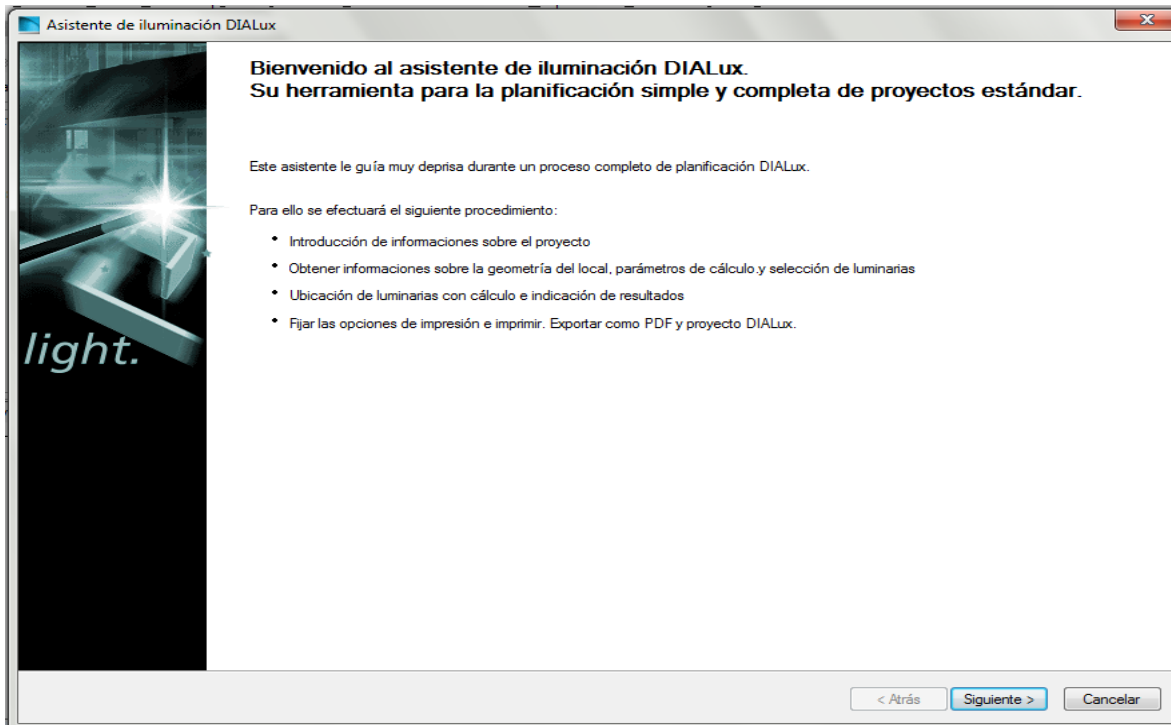 Asistente de iluminación DIALux
Bienvenido al asistente de iluminación DIALux.
Su herramienta para la planificación simple y completa de proyectos estándar.
Este asistente le guía muy deprisa durante un proceso completo de planificación DIALux.
Para ello se efectuará el siguiente procedimiento:
• Introducción de informaciones sobre el proyecto
• Obtener informaciones sobre la geometría del local, parámetros de cálculo.y selección de luminarias
• Ubicación de luminarias con cálculo e indicación de resultados
• Fijar las opciones de impresión e imprimir. Exportar como PDF y proyecto DIALux.
light.
< Atrás Siguiente > Cancelar